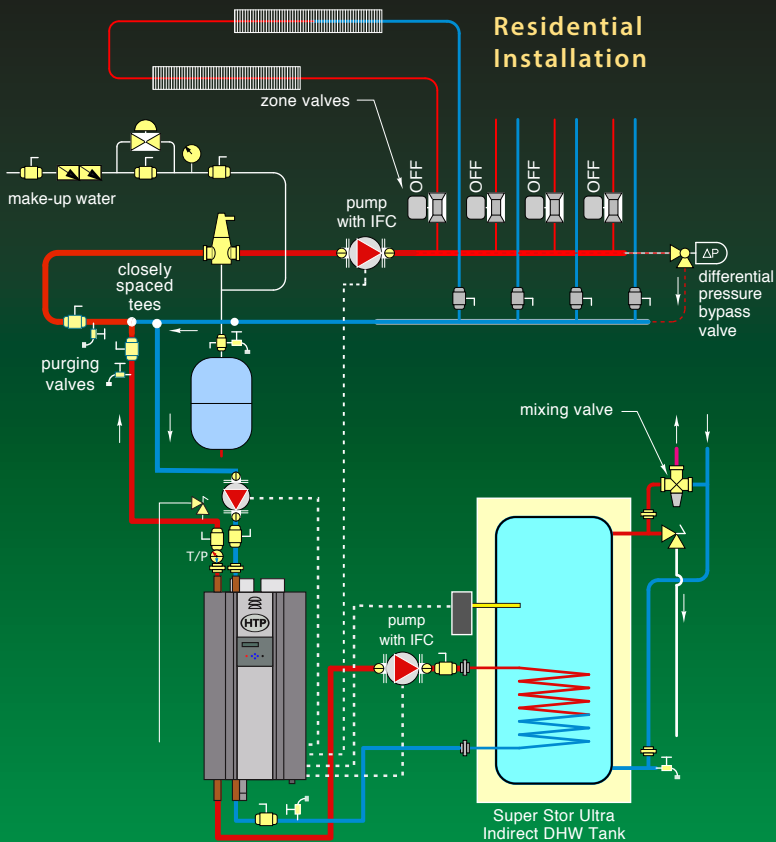 Residential
Installation
zone valves
OFF
OFF
OFF
OFF
make-up water
pump
with IFC
ΔP
differential
pressure
bypass
valve
closely
spaced
tees
purging
valves
mixing valve
T/P
HTP
pump
with IFC
Super Stor Ultra
Indirect DHW Tank